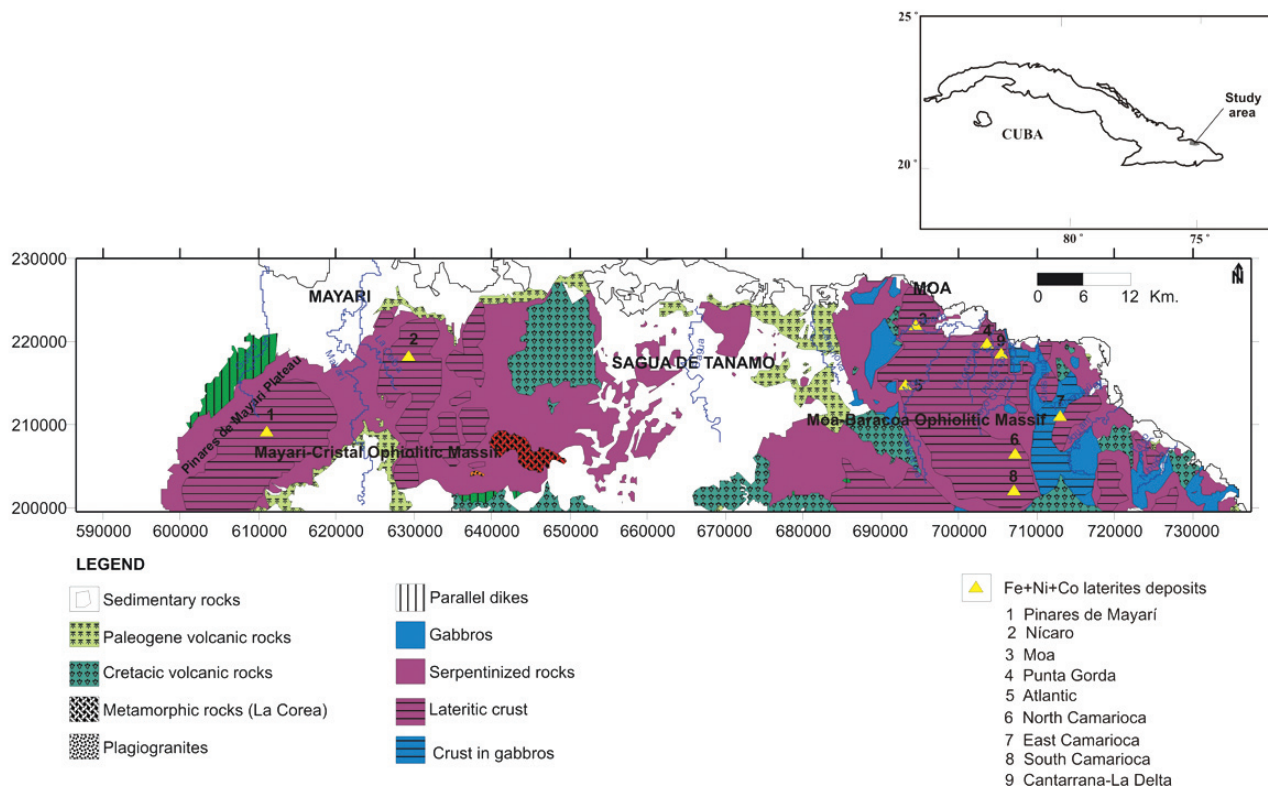 25°
Study
area
CUBA
20°
80°
75°
230000
220000
210000
200000
MAYARI
MOA
0 6 12 Km.
N
2
3
4
9
SAGUA DE TANAMO
5
1
Pinares de Mayari Plateau
7
Moa-Baracoa Ophiolitic Massif
Mayari-Cristal Ophiolitic Massif
6
8
590000 600000 610000 620000 630000 640000 650000 660000 670000 680000 690000 700000 710000 720000 730000
LEGEND
Sedimentary rocks
Paleogene volcanic rocks
Cretacic volcanic rocks
Metamorphic rocks (La Corea)
Plagiogranites
Parallel dikes
Gabbros
Serpentinized rocks
Lateritic crust
Crust in gabbros
Fe+Ni+Co laterites deposits
1 Pinares de Mayarí
2 Nícaro
3 Moa
4 Punta Gorda
5 Atlantic
6 North Camarioca
7 East Camarioca
8 South Camarioca
9 Cantarrana-La Delta